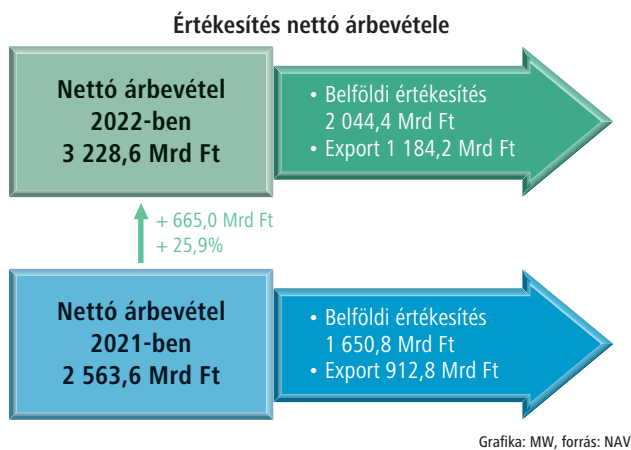 Értékesítés nettó árbevétele
Nettó árbevétel
2022-ben
3 228,6 Mrd Ft
• Belföldi értékesítés
2 044,4 Mrd Ft
• Export 1 184,2 Mrd Ft
+ 665,0 Mrd Ft
+ 25,9%
Nettó árbevétel
2021-ben
2 563,6 Mrd Ft
• Belföldi értékesítés
1 650,8 Mrd Ft
• Export 912,8 Mrd Ft
Grafika: MW, forrás: NAV